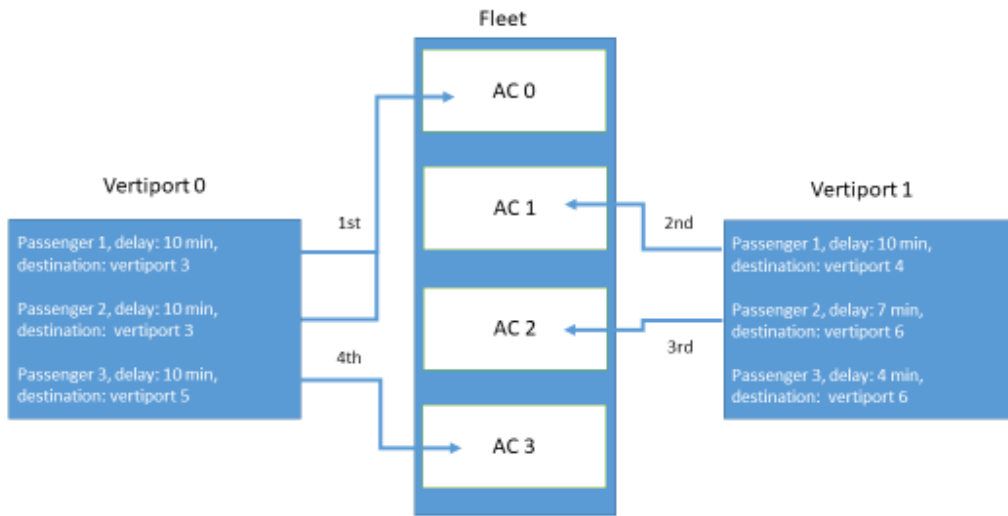 Fleet
AC 0
AC 1
AC 2
AC 3
Vertiport 0
Passenger 1, delay: 10 min,
destination: vertiport 3
Passenger 2, delay: 10 min,
destination:  vertiport 3
Passenger 3, delay: 10 min,
destination: vertiport 5
1st
4th
2nd
3rd
Vertiport 1
Passenger 1, delay: 10 min,
destination: vertiport 4
Passenger 2, delay: 7 min,
destination: vertiport 6
Passenger 3, delay: 4 min,
destination:  vertiport 6